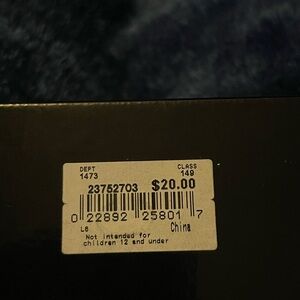 DEPT CLASS
1473 149
23752703 $20.00
0 22892 25801 7
L6 China
Not intended for
children 12 and under